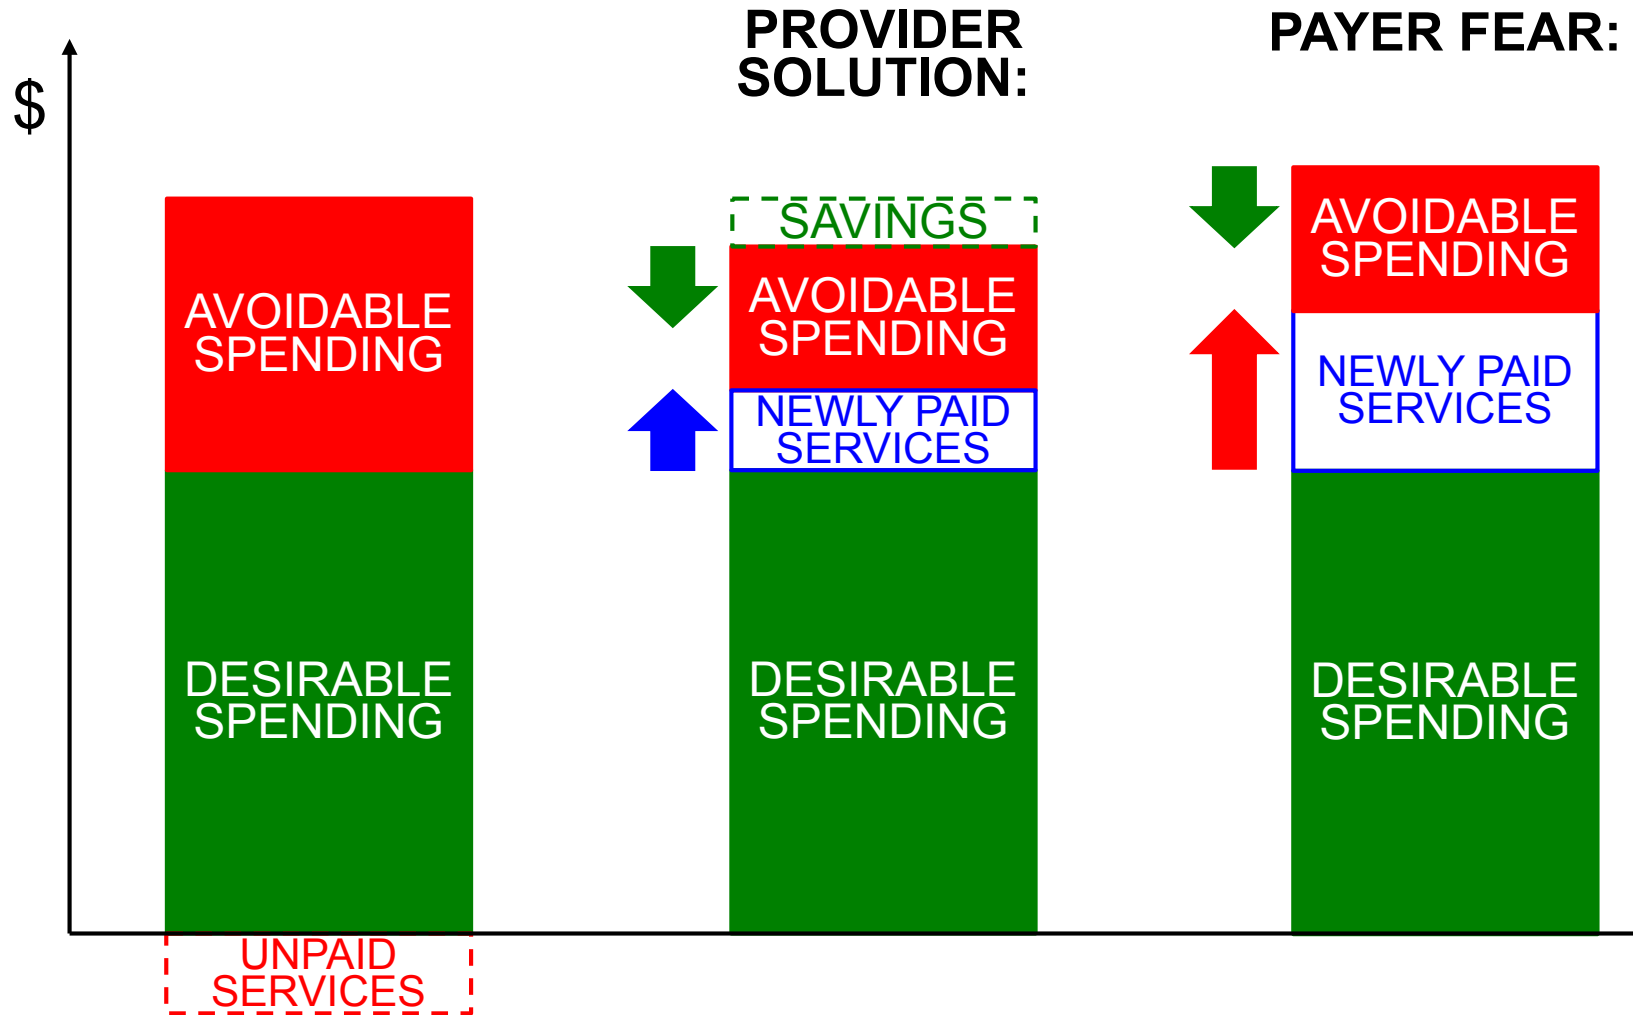 PROVIDER
SOLUTION:
PAYER FEAR:
$
AVOIDABLE
SPENDING
DESIRABLE
SPENDING
UNPAID
SERVICES
SAVINGS
AVOIDABLE
SPENDING
NEWLY PAID
SERVICES
DESIRABLE
SPENDING
AVOIDABLE
SPENDING
NEWLY PAID
SERVICES
DESIRABLE
SPENDING